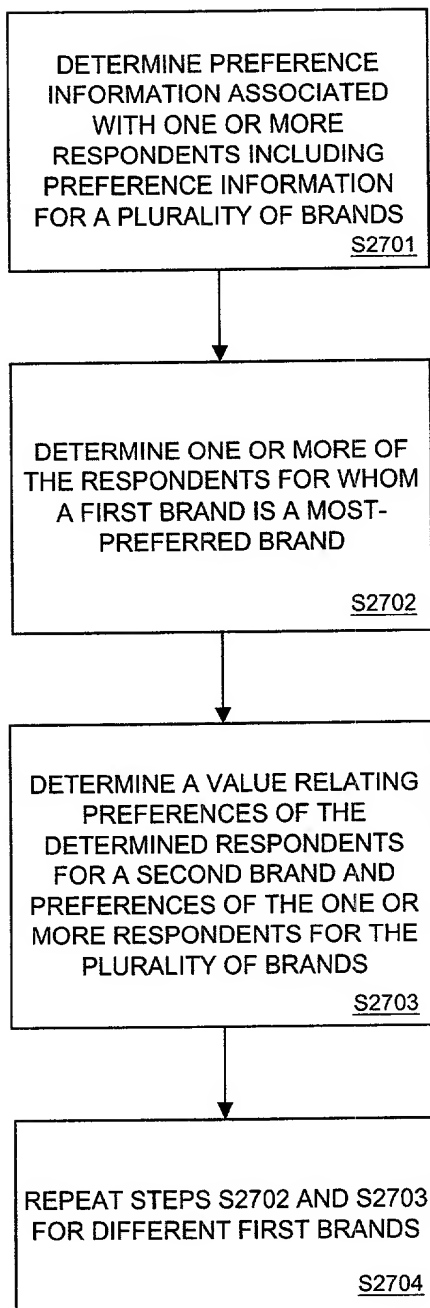 DETERMINE PREFERENCE
INFORMATION ASSOCIATED
WITH ONE OR MORE
RESPONDENTS INCLUDING
PREFERENCE INFORMATION
FOR A PLURALITY OF BRANDS
S2701
DETERMINE ONE OR MORE OF
THE RESPONDENTS FOR WHOM
A FIRST BRAND IS A MOST-
PREFERRED BRAND
S2702
DETERMINE A VALUE RELATING
PREFERENCES OF THE
DETERMINED RESPONDENTS
FOR A SECOND BRAND AND
PREFERENCES OF THE ONE OR
MORE RESPONDENTS FOR THE
PLURALITY OF BRANDS
S2703
REPEAT STEPS S2702 AND S2703
FOR DIFFERENT FIRST BRANDS
S2704